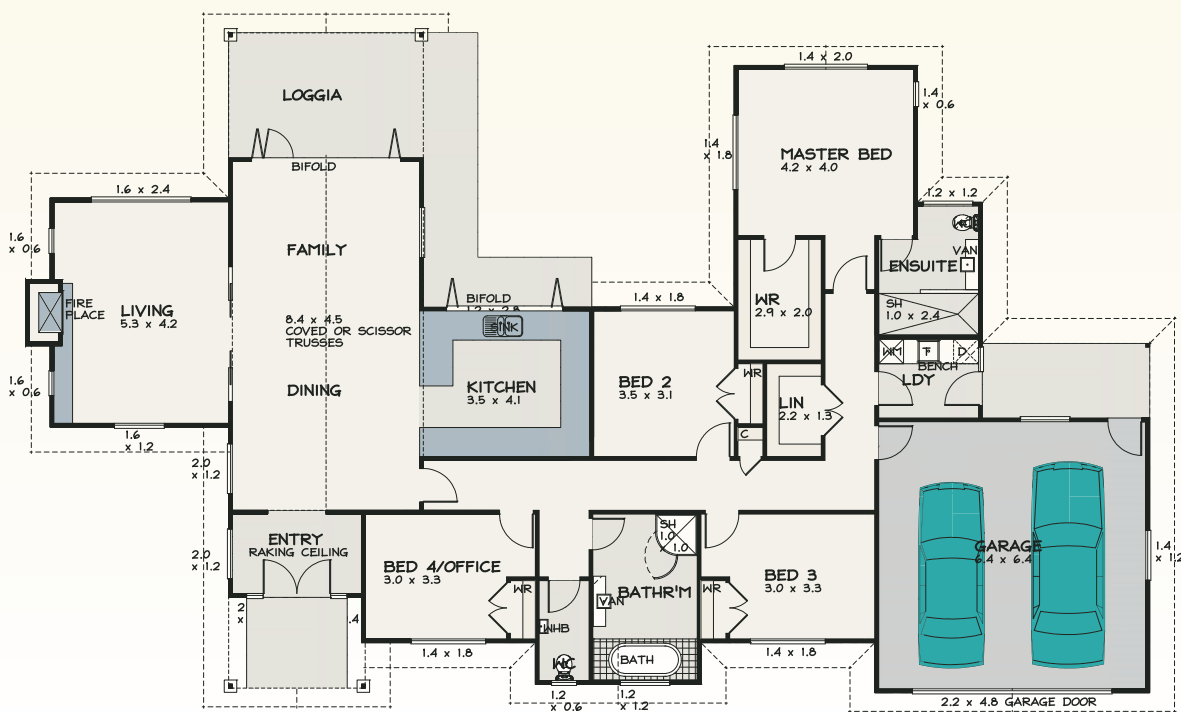 1.4 x 2.0
LOGGIA
1.4
x 0.6
1.4
x 1.8
MASTER BED
4.2 x 4.0
BIFOLD
1.6 x 2.4
1.2 x 1.2
WC
1.6
x 0.6
FAMILY
VAN
ENSUITE
BIFOLD
1.4 x 1.8
WR
2.9 x 2.0
SH
1.0 x 2.4
FIRE
PLACE
LIVING
5.3 x 4.2
8.4 x 4.5
COVED OR SCISSOR
TRUSSES
WM
T
D
BENCH
LDY
1.6
x 0.6
DINING
KITCHEN
3.5 x 4.1
BED 2
3.5 x 3.1
WR
LIN
2.2 x 1.3
C
1.6
x 1.2
2.0
x 1.2
ENTRY
RAKING CEILING
2.0
x 1.2
BED 4/OFFICE
3.0 x 3.3
WR
SH
1.0
x 1.0
BATHR'M
VAN
WHB
WR
BED 3
3.0 x 3.3
GARAGE
6.4 x 6.4
1.4
x 1.2
2
x
.4
1.4 x 1.8
WC
BATH
1.4 x 1.8
1.2
x 0.6
1.2
x 1.2
2.2 x 4.8 GARAGE DOOR